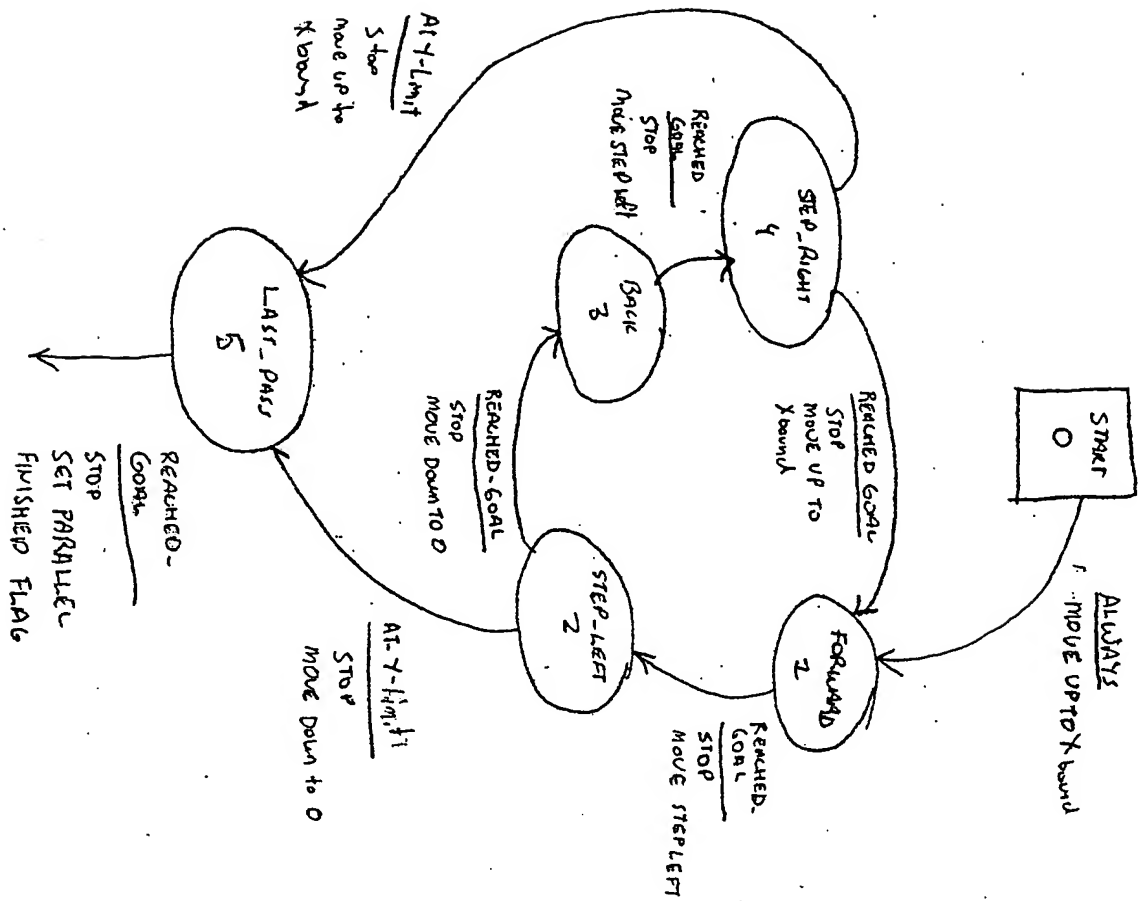 START
0
ALWAYS
MOVE UP TO X bound
FORWARD
1
REACHED-
GOAL
STOP
MOVE STEP LEFT
STEP_LEFT
2
REACHED-GOAL
STOP
MOVE DOWN TO 0
AT-Y-Limit
STOP
MOVE DOWN to 0
BACK
3
REACHED
GOAL
STOP
MOVE STEP left
STEP_RIGHT
4
REACHED GOAL
STOP
MOVE UP TO
X bound
AT Y-Limit
Stop
move up to
X bound
LAST_PASS
5
REACHED-
GOAL
STOP
SET PARALLEL
FINISHED FLAG